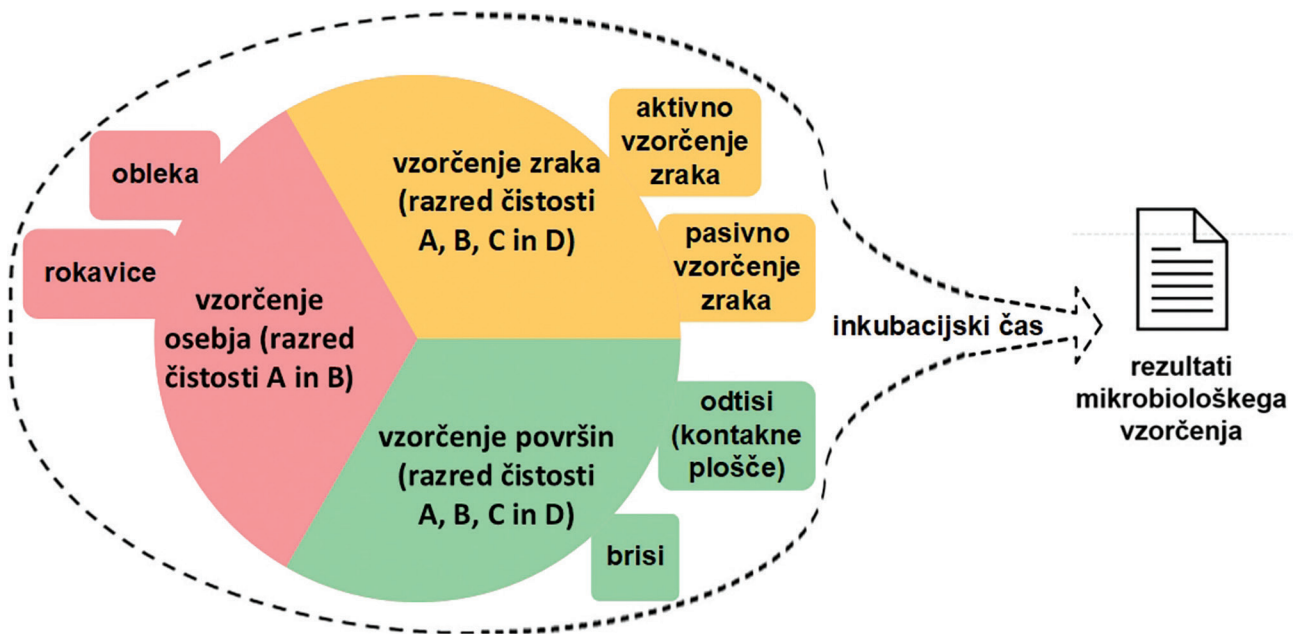 obleka
rokavice
vzorčenje
osebja (razred
čistosti A in B)
vzorčenje zraka
(razred čistosti
A, B, C in D)
aktivno
vzorčenje
zraka
pasivno
vzorčenje
zraka
vzorčenje površin
(razred čistosti
A, B, C in D)
odtisi
(kontakne
plošče)
brisi
inkubacijski čas
rezultati
mikrobiološkega
vzorčenja